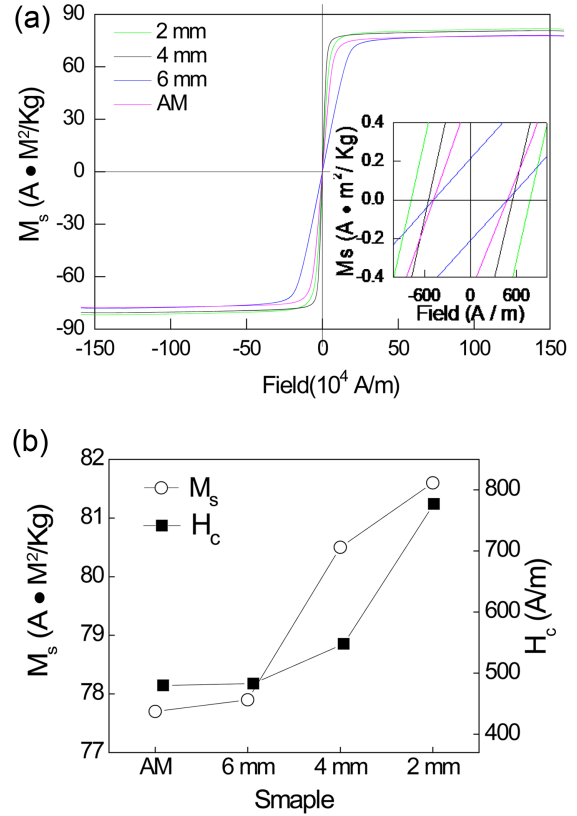 (a)
2 mm
4 mm
6 mm
AM
90
60
30
0
-30
-60
-90
Ms (A • M²/Kg)
-150 -100 -50 0 50 100 150
Field(10⁴ A/m)
0.4
0.2
0.0
-0.2
-0.4
Ms (A • m²/ Kg)
-600 0 600
Field (A / m)
(b)
Ms
Hc
82
81
80
79
78
77
Ms (A • M²/Kg)
800
700
600
500
400
Hc (A/m)
AM 6 mm 4 mm 2 mm
Smaple